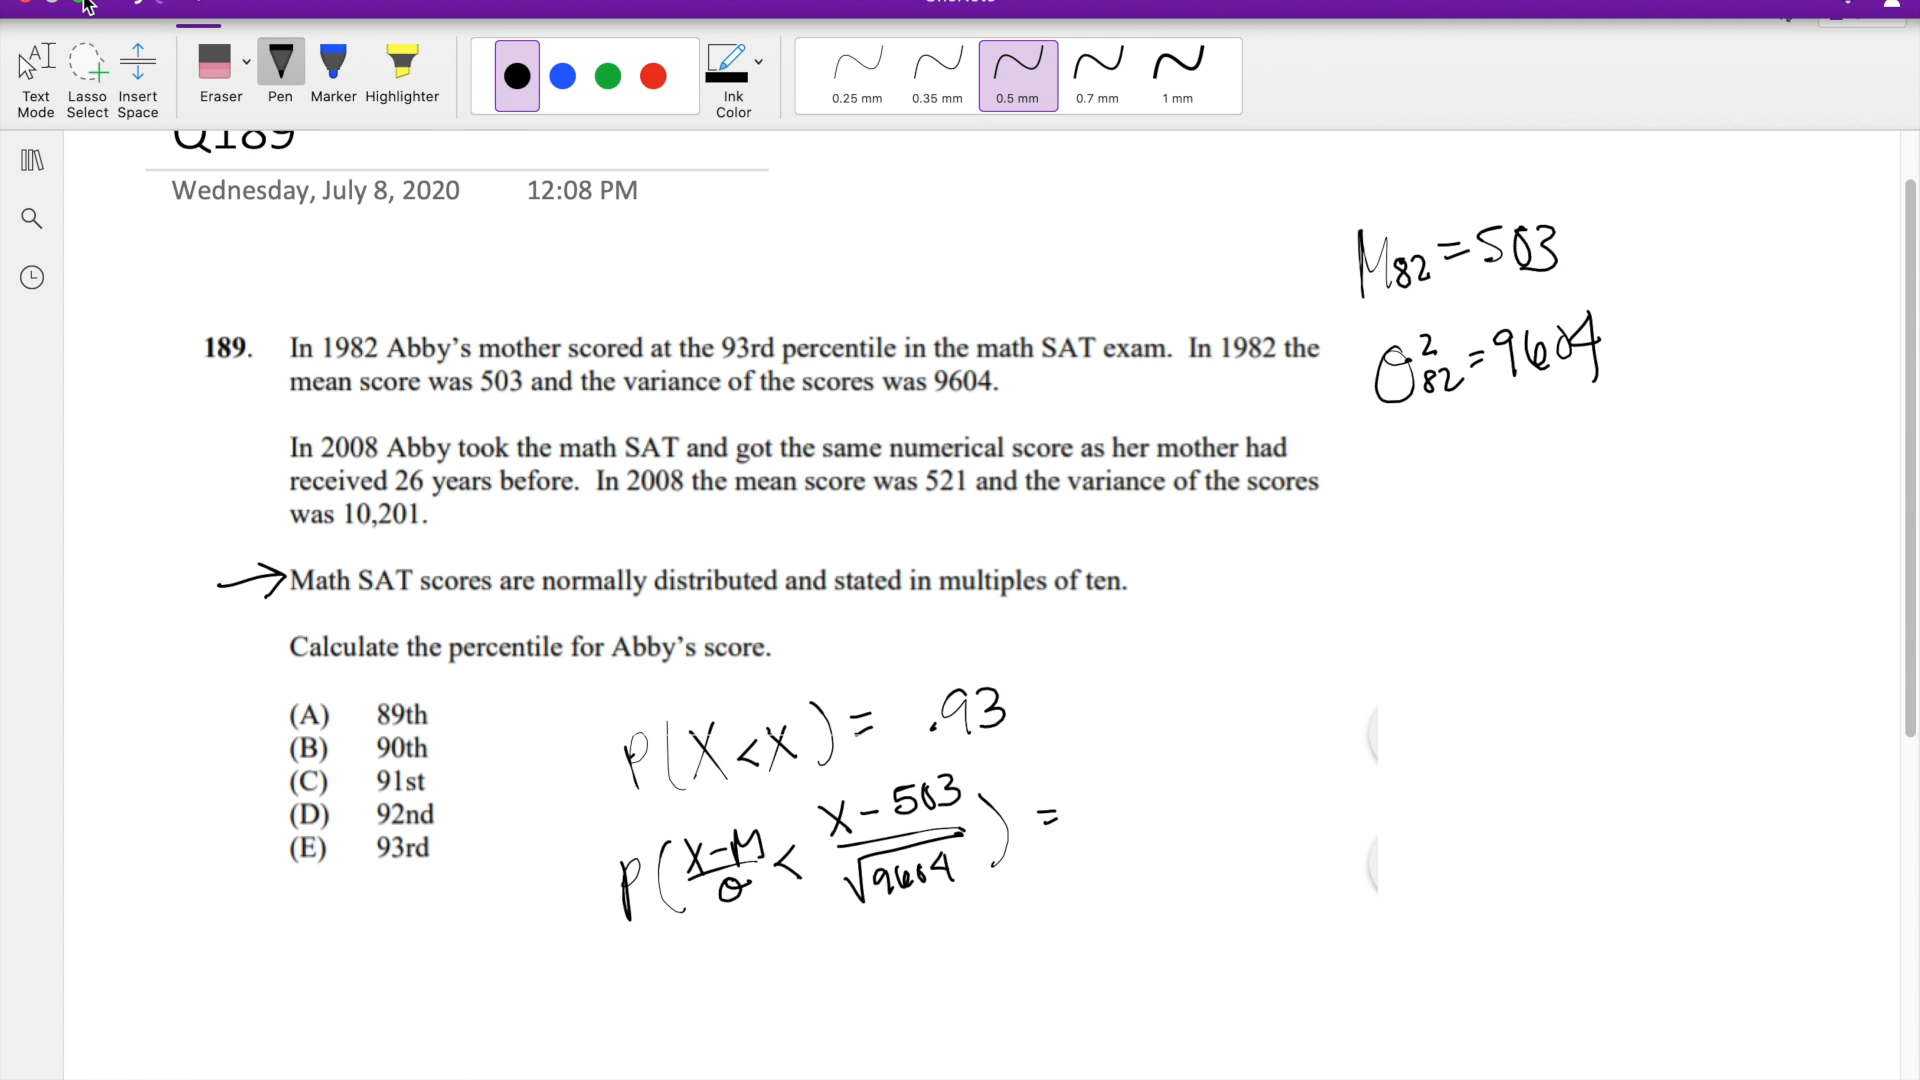 Text Mode
Lasso Select
Insert Space
Eraser
Pen
Marker
Highlighter
Ink Color
0.25 mm
0.35 mm
0.5 mm
0.7 mm
1 mm
Q189
Wednesday, July 8, 2020 12:08 PM
M82 = 503
σ²82 = 9604
189. In 1982 Abby’s mother scored at the 93rd percentile in the math SAT exam. In 1982 the
mean score was 503 and the variance of the scores was 9604.
In 2008 Abby took the math SAT and got the same numerical score as her mother had
received 26 years before. In 2008 the mean score was 521 and the variance of the scores
was 10,201.
→ Math SAT scores are normally distributed and stated in multiples of ten.
Calculate the percentile for Abby’s score.
(A) 89th
(B) 90th
(C) 91st
(D) 92nd
(E) 93rd
P(X < x) = .93
P((X - M)/σ < (x - 503)/√9604) =